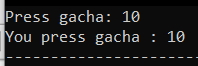 Press gacha: 10
You press gacha : 10
-----------------------